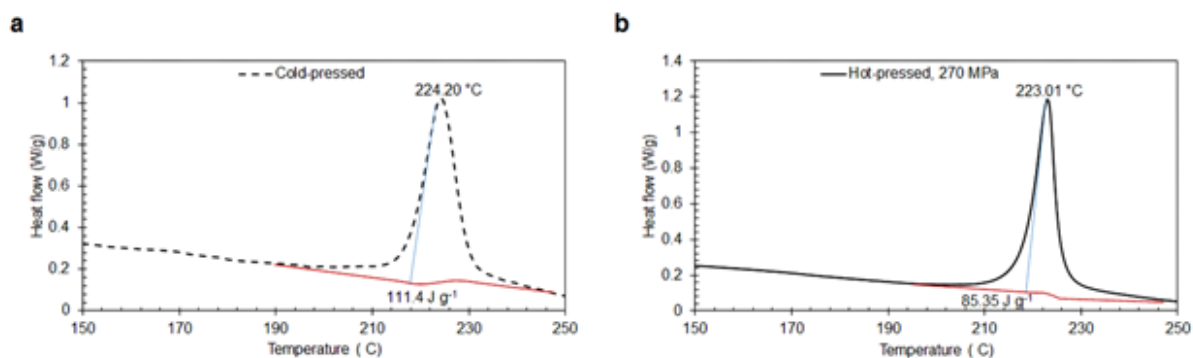 a
Cold-pressed
224.20 °C
Heat flow (W/g)
1.2
1
0.8
0.6
0.4
0.2
0
111.4 J g⁻¹
150 170 190 210 230 250
Temperature ( C)
b
Hot-pressed, 270 MPa
223.01 °C
Heat flow (W/g)
1.4
1.2
1
0.8
0.6
0.4
0.2
0
85.35 J g⁻¹
150 170 190 210 230 250
Temperature ( C)